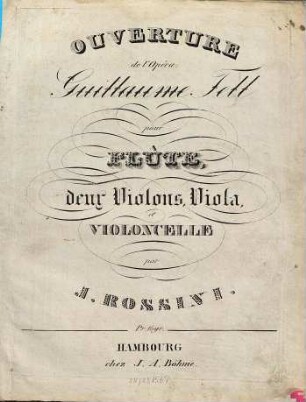 OUVERTURE
de l'Opéra
Guillaume Tell
pour
FLÛTE,
deux Violons, Viola,
et
VIOLONCELLE
par
J. ROSSINI.
HAMBOURG
chez J. A. Böhme.